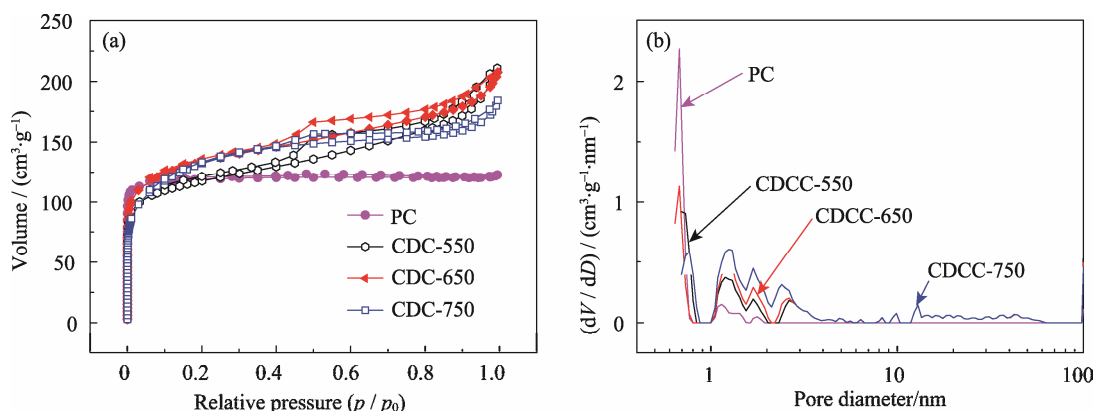 (a)
250
200
150
100
50
0
Volume / (cm³·g⁻¹)
PC
CDC-550
CDC-650
CDC-750
0 0.2 0.4 0.6 0.8 1.0
Relative pressure (p / p₀)
(b)
2
1
0
(dV / dD) / (cm³·g⁻¹·nm⁻¹)
PC
CDCC-550
CDCC-650
CDCC-750
1 10 100
Pore diameter/nm